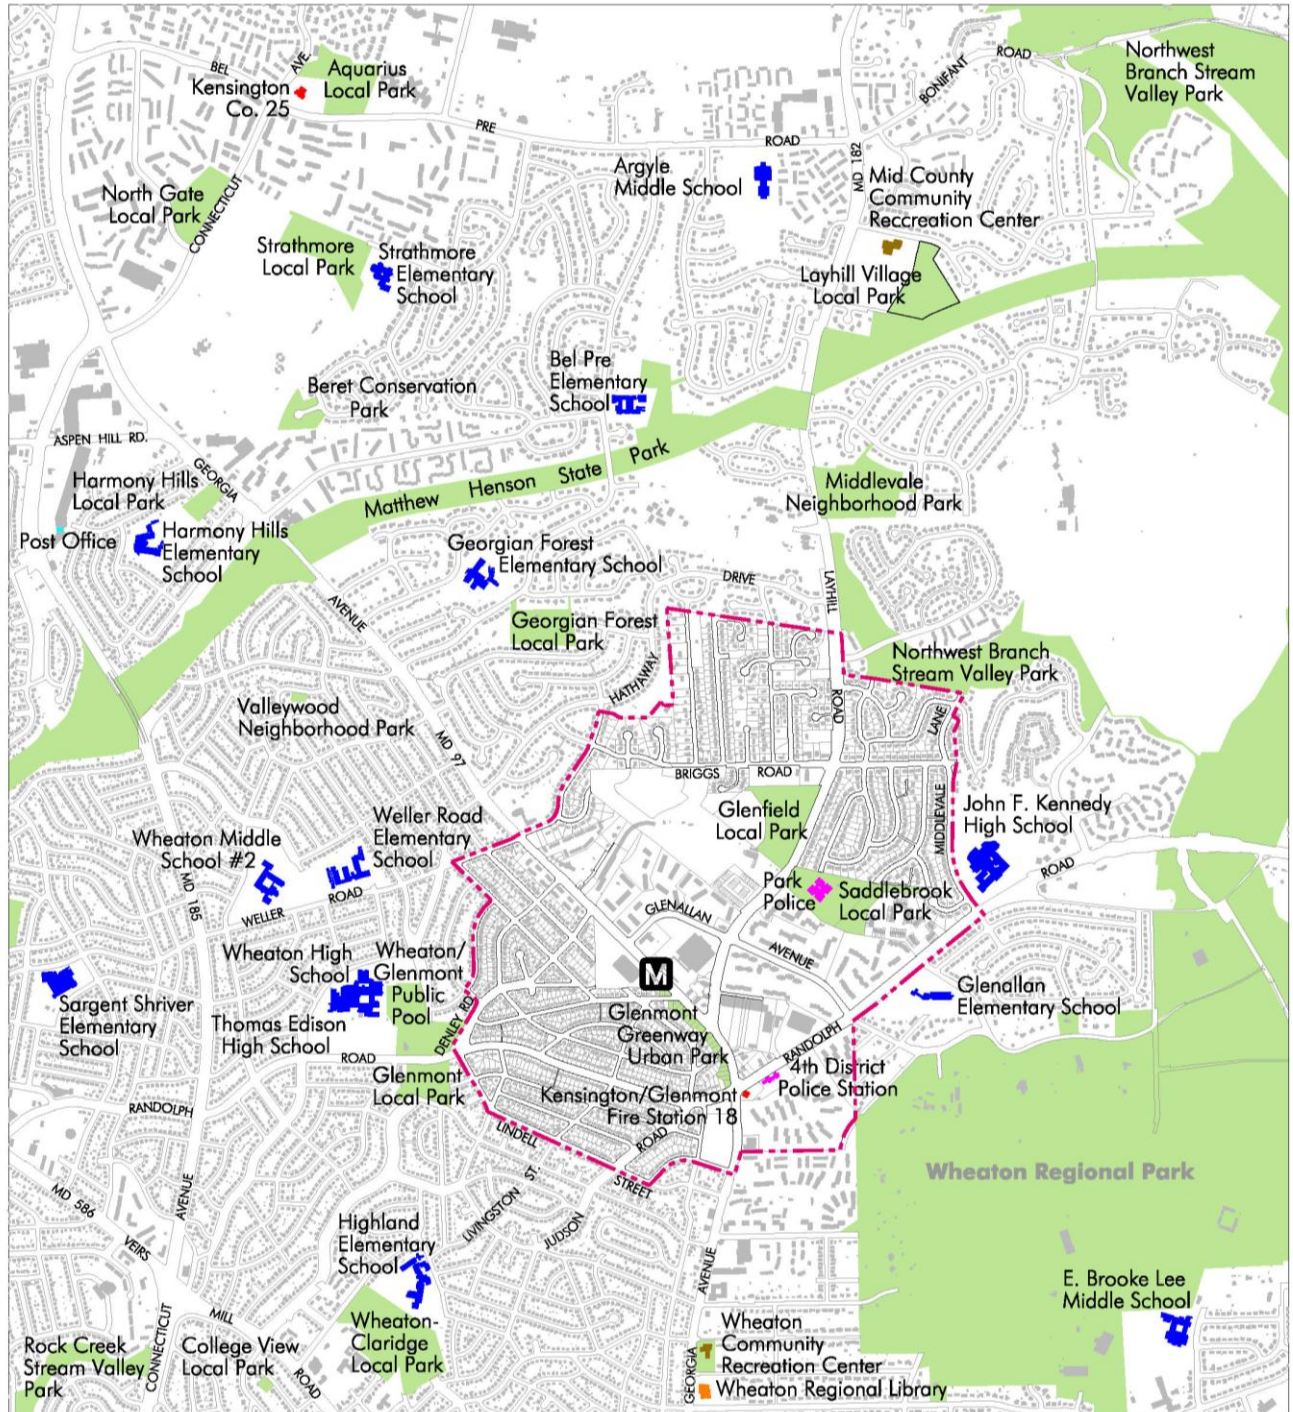 BEL
AVE.
Kensington
Co. 25
Aquarius
Local Park
PRE
ROAD
BONIFANT
ROAD
Northwest
Branch Stream
Valley Park
Argyle
Middle School
MD 182
Mid County
Community
Reccreation Center
North Gate
Local Park
CONNECTICUT
Strathmore
Local Park
Strathmore
Elementary
School
Layhill Village
Local Park
Bel Pre
Elementary
School
Beret Conservation
Park
ASPEN HILL RD.
GEORGIA
Matthew Henson State Park
Harmony Hills
Local Park
Middlevale
Neighborhood Park
Post Office
Harmony Hills
Elementary
School
Georgian Forest
Elementary School
DRIVE
LAYHILL
AVENUE
Georgian Forest
Local Park
HATHAWAY
Northwest Branch
Stream Valley Park
ROAD
LANE
Valleywood
Neighborhood Park
MD 97
BRIGGS ROAD
Glenfield
Local Park
MIDDLEVALE
John F. Kennedy
High School
ROAD
Weller Road
Elementary
School
Wheaton Middle
School #2
MD 185
WELLER ROAD
Park
Police
Saddlebrook
Local Park
GLENALLAN
AVENUE
Wheaton High
School
Wheaton/
Glenmont
Public
Pool
M
Sargent Shriver
Elementary
School
Thomas Edison
High School
DENLEY RD.
Glenallan
Elementary School
Glenmont
Greenway
Urban Park
RANDOLPH
ROAD
Glenmont
Local Park
4th District
Police Station
Kensington/Glenmont
Fire Station 18
RANDOLPH
LINDELL
ROAD
STREET
Wheaton Regional Park
MD 586
AVENUE
VEIRS
LIVINGSTON ST.
JUDSON
Highland
Elementary
School
AVENUE
E. Brooke Lee
Middle School
MILL
CONNECTICUT
Wheaton-
Claridge
Local Park
Wheaton
Community
Recreation Center
Rock Creek
Stream Valley
Park
College View
Local Park
ROAD
GEORGIA
Wheaton Regional Library